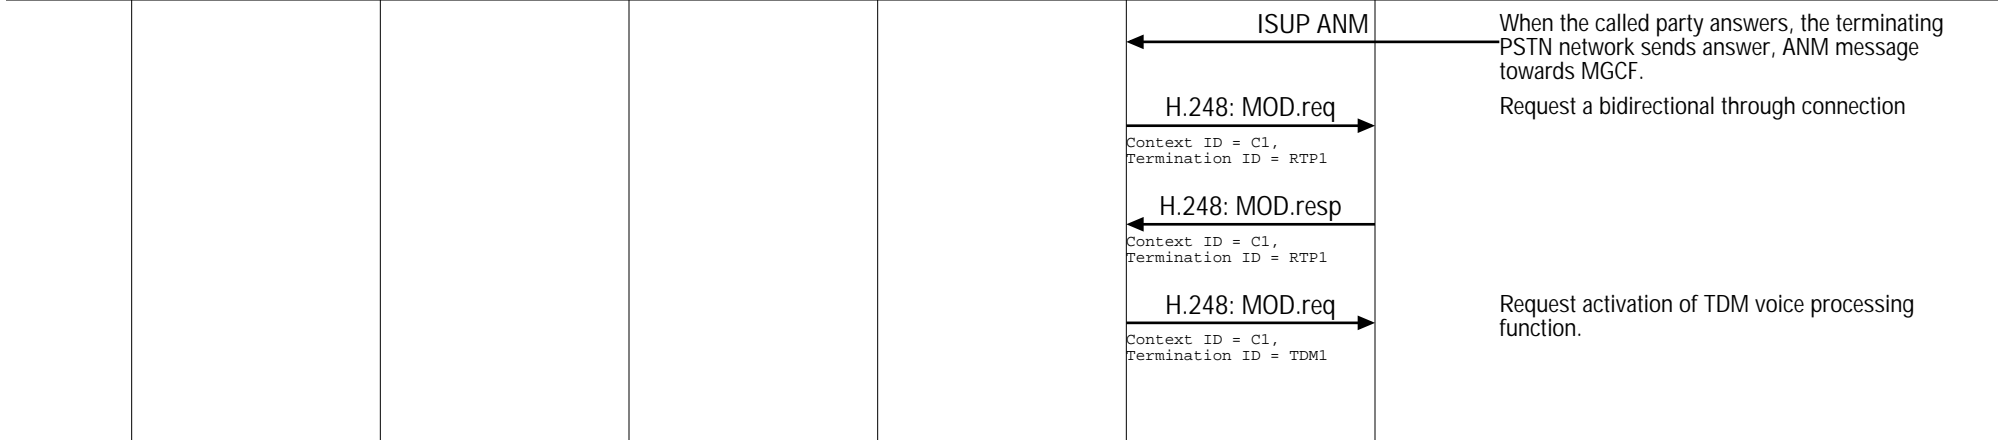 ISUP ANM
When the called party answers, the terminating
PSTN network sends answer, ANM message
towards MGCF.
H.248: MOD.req
Request a bidirectional through connection
Context ID = C1,
Termination ID = RTP1
H.248: MOD.resp
Context ID = C1,
Termination ID = RTP1
H.248: MOD.req
Request activation of TDM voice processing
function.
Context ID = C1,
Termination ID = TDM1